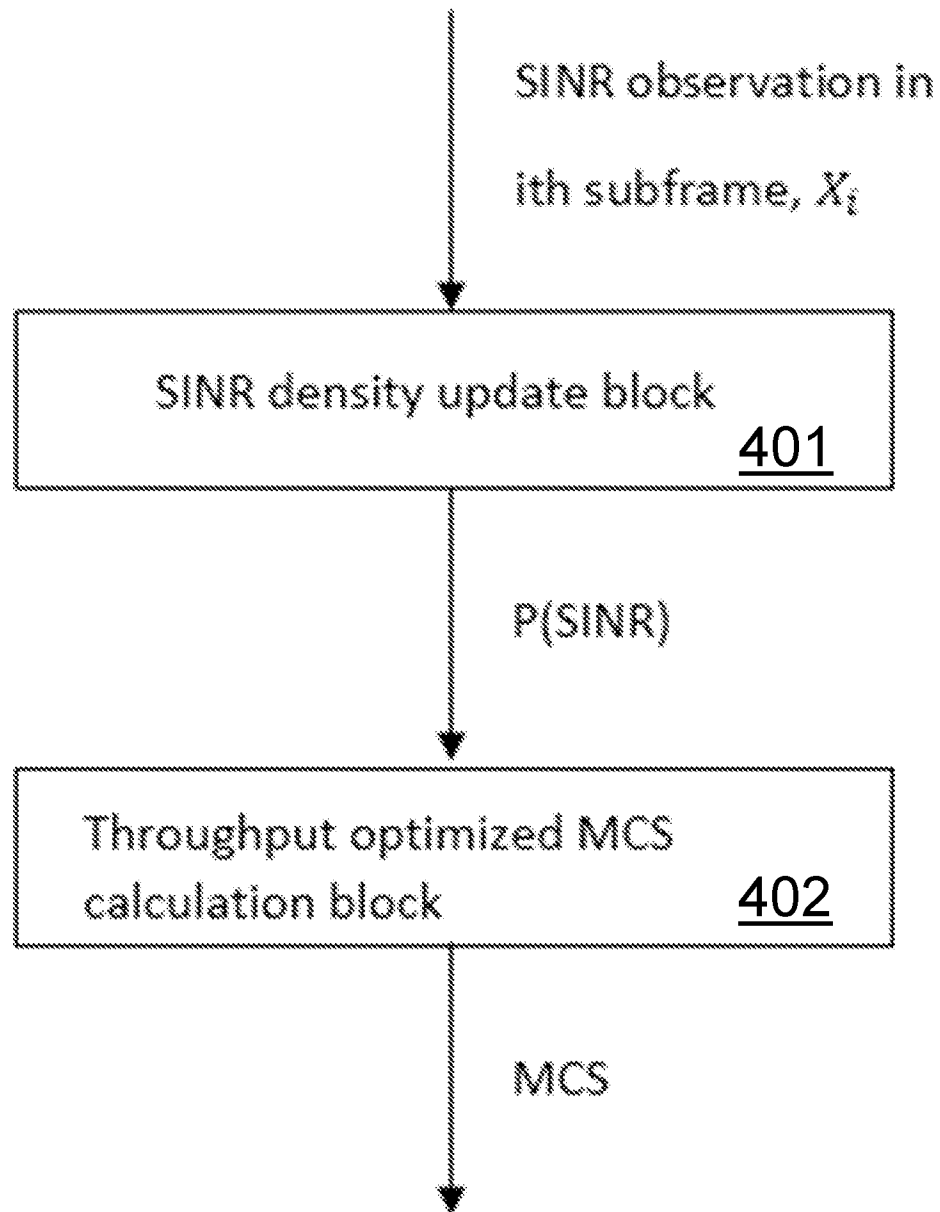 SINR observation in
ith subframe, Xᵢ
SINR density update block
401
P(SINR)
Throughput optimized MCS
calculation block
402
MCS